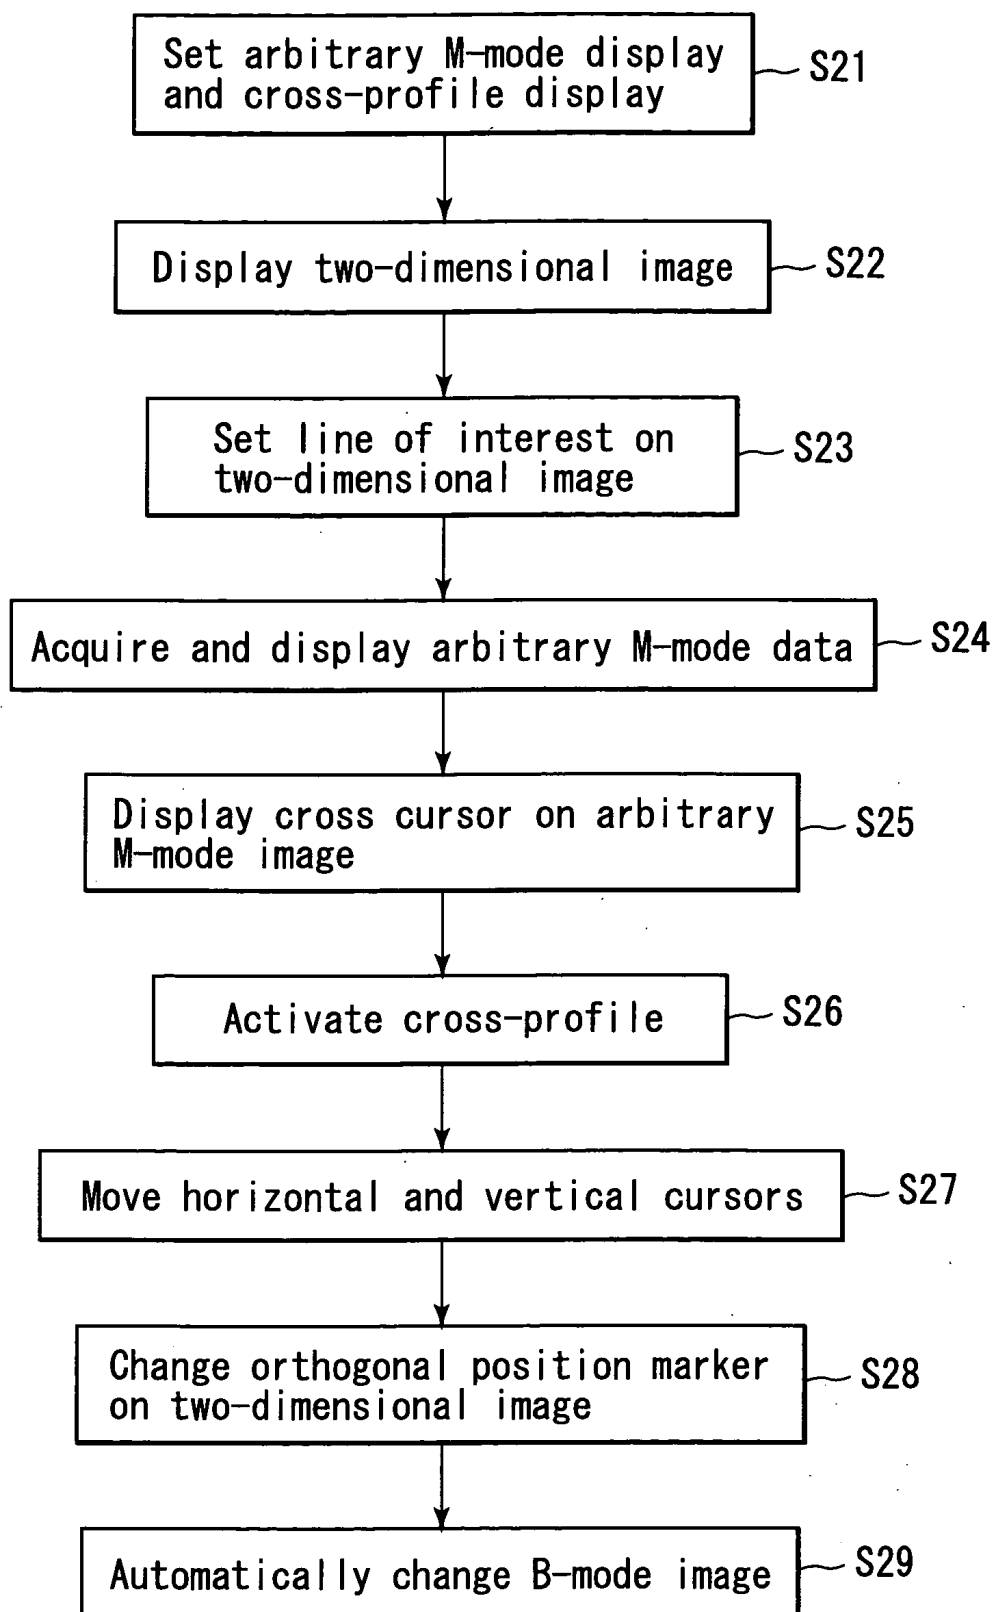 Set arbitrary M-mode display
and cross-profile display
S21
Display two-dimensional image
S22
Set line of interest on
two-dimensional image
S23
Acquire and display arbitrary M-mode data
S24
Display cross cursor on arbitrary
M-mode image
S25
Activate cross-profile
S26
Move horizontal and vertical cursors
S27
Change orthogonal position marker
on two-dimensional image
S28
Automatically change B-mode image
S29